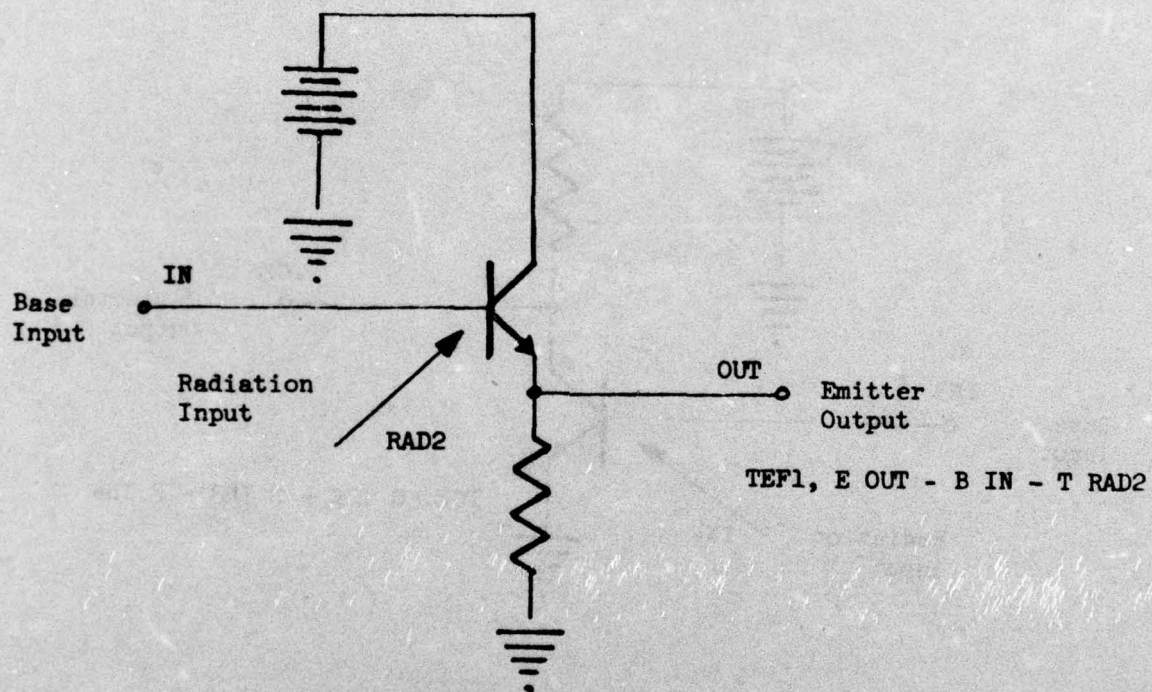 IN
Base
Input
Radiation
Input
RAD2
OUT
Emitter
Output
TEF1, E OUT - B IN - T RAD2